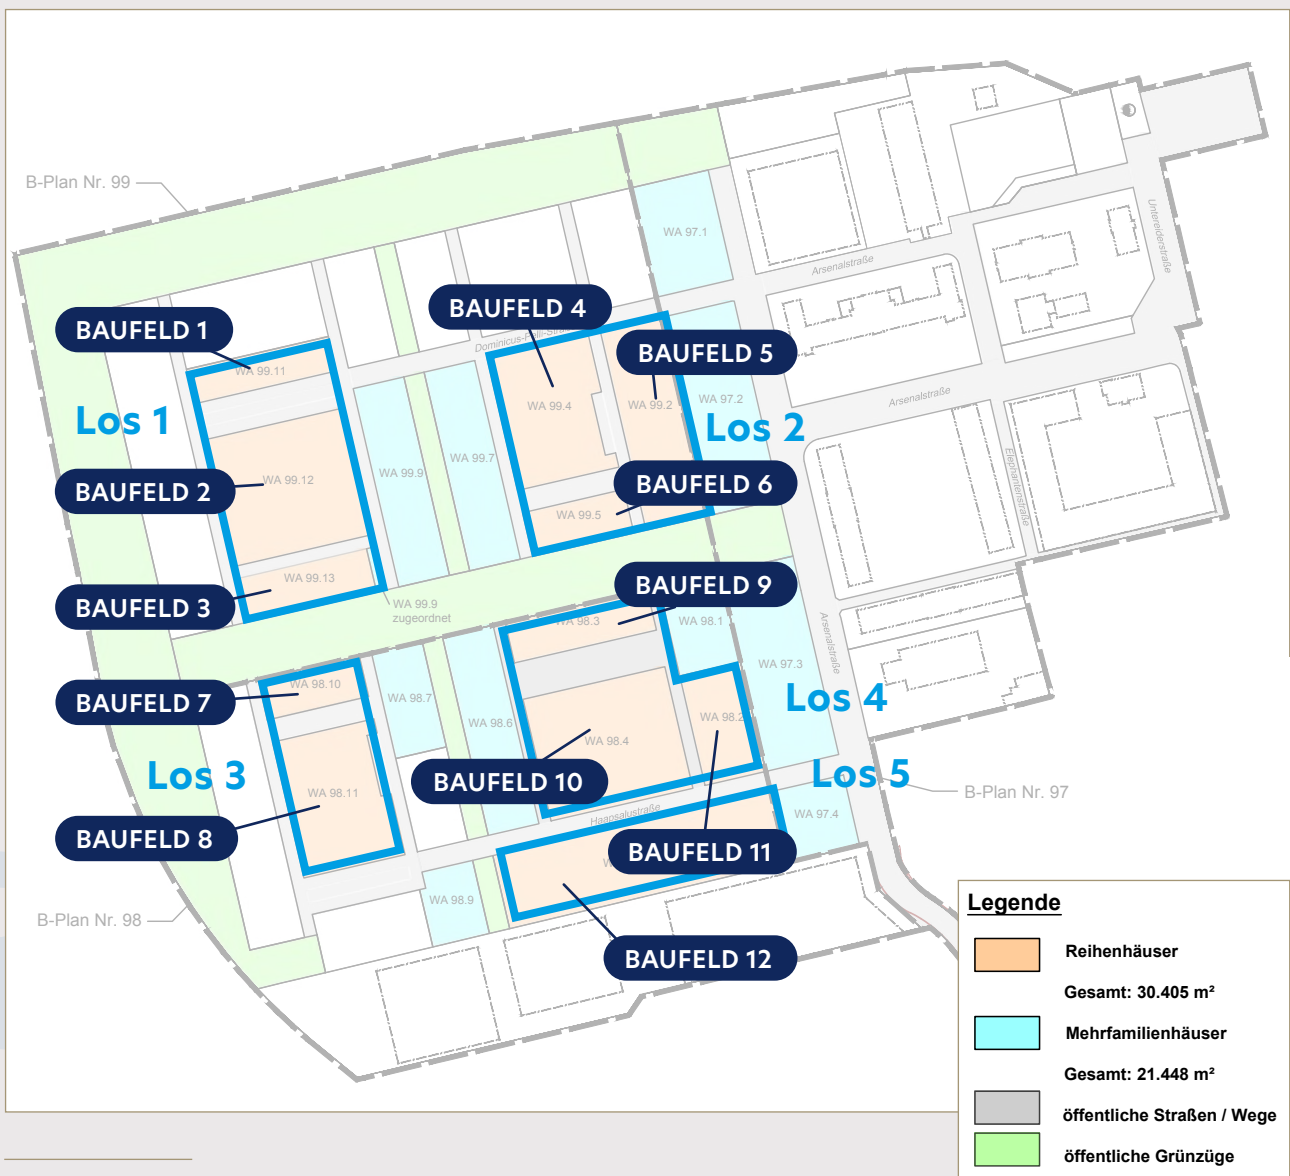 B-Plan Nr. 99
WA 97.1
Arsenalstraße
Untereiderstraße
BAUFELD 1
BAUFELD 4
BAUFELD 5
WA 99.11
WA 99.4
WA 99.2
WA 97.2
Arsenalstraße
Los 1
Los 2
BAUFELD 2
WA 99.12
WA 99.9
WA 99.7
BAUFELD 6
WA 99.5
Elephantenstraße
WA 99.13
BAUFELD 3
WA 99.9
zugeordnet
BAUFELD 9
WA 98.3
WA 98.1
Arsenalstraße
WA 97.3
BAUFELD 7
WA 98.10
WA 98.7
WA 98.6
WA 98.4
WA 98.2
Los 4
Los 3
BAUFELD 10
Los 5
WA 98.11
B-Plan Nr. 97
Haapsalustraße
WA 97.4
BAUFELD 8
BAUFELD 11
WA 98.9
B-Plan Nr. 98
BAUFELD 12
Legende
Reihenhäuser
Gesamt: 30.405 m²
Mehrfamilienhäuser
Gesamt: 21.448 m²
öffentliche Straßen / Wege
öffentliche Grünzüge